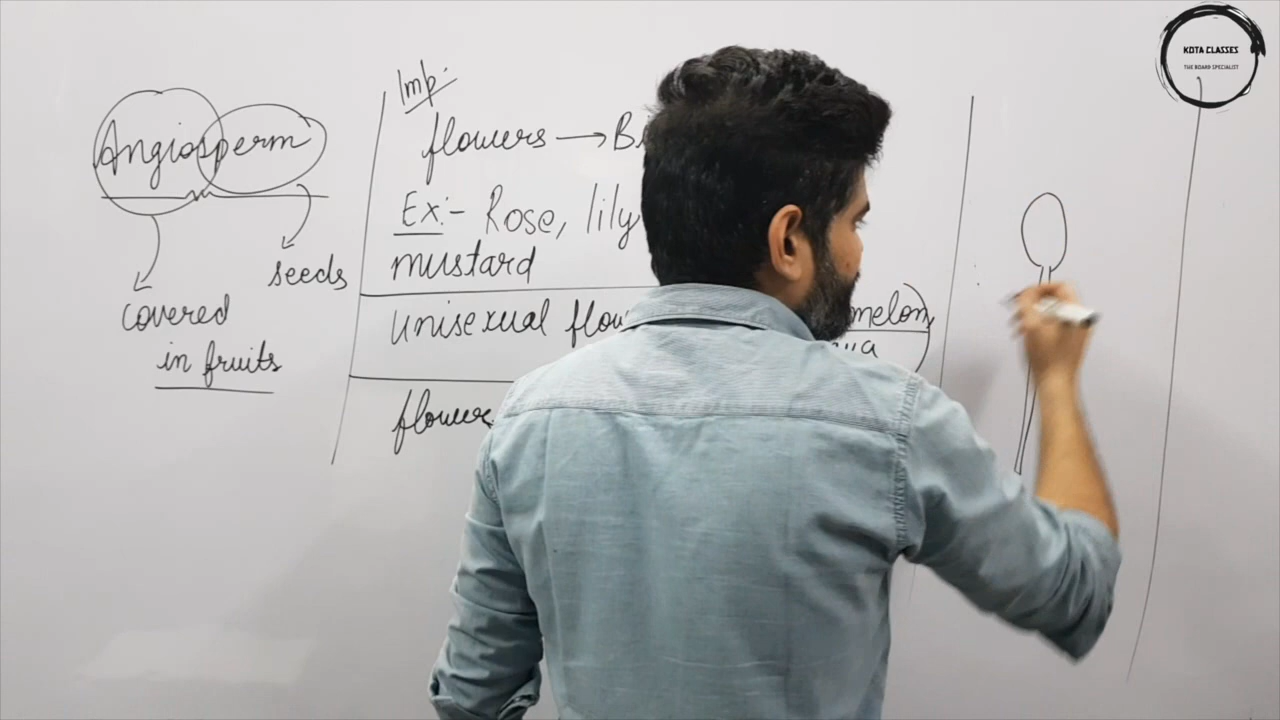 Angiosperm
seeds
covered
in fruits
Imp.
flowers → B
Ex:- Rose, lily
mustard
unisexual flow
melon,
flower
KOTA CLASSES
THE BOARD SPECIALIST